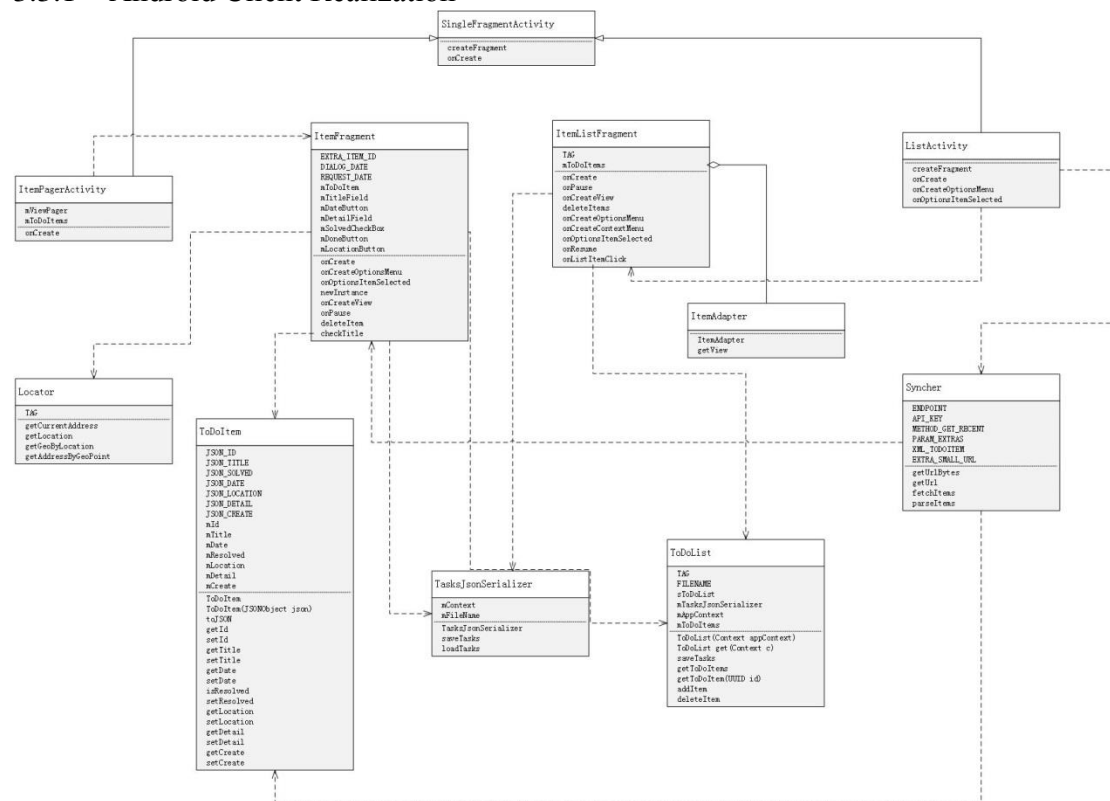 3.3.1 Android Client Realization
SingleFragmentActivity
createFragment
onCreate
ItemFragment
EXTRA_ITEM_ID
DIALOG_DATE
REQUEST_DATE
mToDoItem
mTitleField
mDateButton
mDetailField
mSolvedCheckBox
mDoneButton
mLocationButton
onCreate
onCreateOptionsMenu
onOptionsItemSelected
newInstance
onCreateView
onPause
deleteItem
checkTitle
ItemListFragment
TAG
mToDoItems
onCreate
onPause
onCreateView
deleteItems
onCreateOptionsMenu
onCreateContextMenu
onOptionsItemSelected
onResume
onListItemClick
ListActivity
createFragment
onCreate
onCreateOptionsMenu
onOptionsItemSelected
ItemPagerActivity
mViewPager
mToDoItems
onCreate
ItemAdapter
ItemAdapter
getView
Locator
TAG
getCurrentAddress
getLocation
getGeoByLocation
getAddressByGeoPoint
Syncher
ENDPOINT
API_KEY
METHOD_GET_RECENT
PARAM_EXTRAS
XML_TODOITEM
EXTRA_SMALL_URL
getUrlBytes
getUrl
fetchItems
parseItems
ToDoItem
JSON_ID
JSON_TITLE
JSON_SOLVED
JSON_DATE
JSON_LOCATION
JSON_DETAIL
JSON_CREATE
mId
mTitle
mDate
mResolved
mLocation
mDetail
mCreate
ToDoItem
ToDoItem(JSONObject json)
toJSON
getId
setId
getTitle
setTitle
getDate
setDate
isResolved
setResolved
getLocation
setLocation
getDetail
setDetail
getCreate
setCreate
TasksJsonSerializer
mContext
mFileName
TasksJsonSerializer
saveTasks
loadTasks
ToDoList
TAG
FILENAME
sToDoList
mTasksJsonSerializer
mAppContext
mToDoItems
ToDoList(Context appContext)
ToDoList get(Context c)
saveTasks
getToDoItems
getToDoItem(UUID id)
addItem
deleteItem